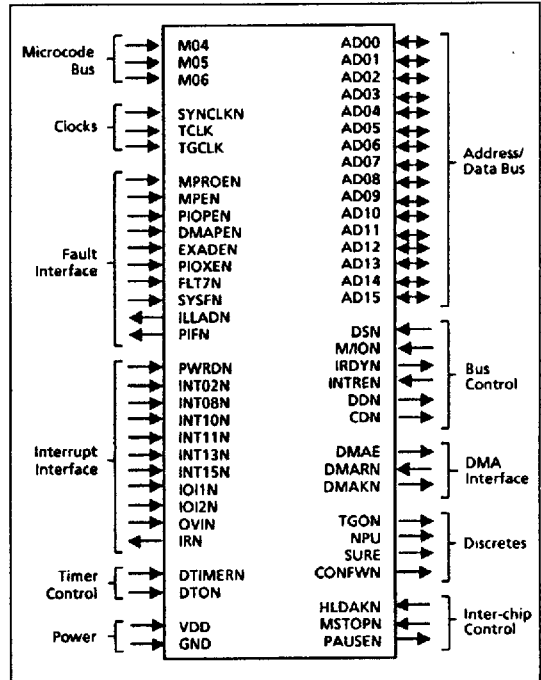 Microcode
Bus
M04
M05
M06
Clocks
SYNCLKN
TCLK
TGCLK
Fault
Interface
MPROEN
MPEN
PIOPEN
DMAPEN
EXADEN
PIOXEN
FLT7N
SYSFN
ILLADN
PIFN
Interrupt
Interface
PWRDN
INT02N
INT08N
INT10N
INT11N
INT13N
INT15N
IOI1N
IOI2N
OVIN
IRN
Timer
Control
DTIMERN
DTON
Power
VDD
GND
AD00
AD01
AD02
AD03
AD04
AD05
AD06
AD07
AD08
AD09
AD10
AD11
AD12
AD13
AD14
AD15
Address/
Data Bus
DSN
M/ION
IRDYN
INTREN
DDN
CDN
Bus
Control
DMAE
DMARN
DMAKN
DMA
Interface
TGON
NPU
SURE
CONFWN
Discretes
HLDAKN
MSTOPN
PAUSEN
Inter-chip
Control